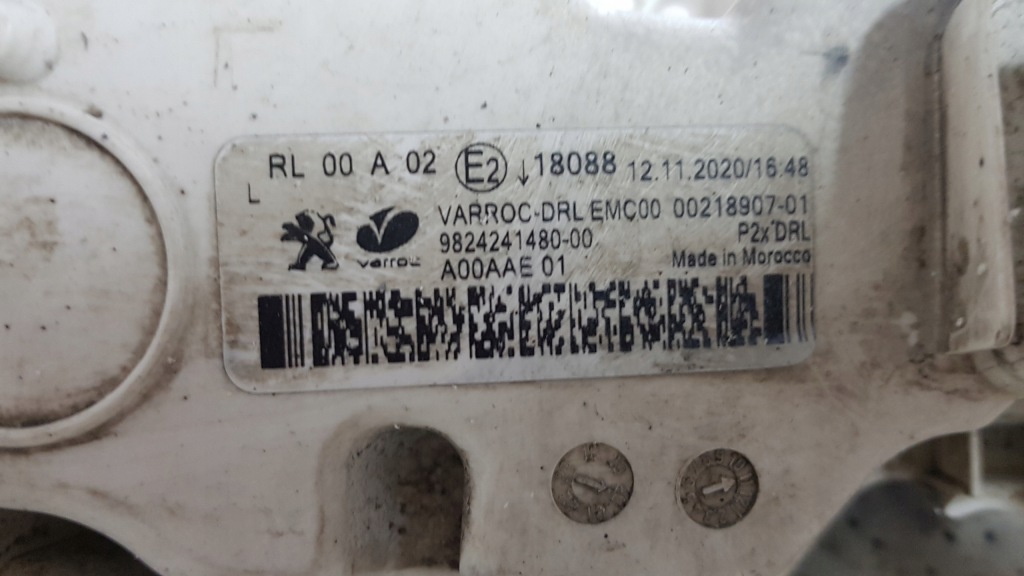 RL 00 A 02 E2 ↓18088 12.11.2020/16:48
L
VARROC-DRL EMC00 00218907-01
varroc 9824241480-00 P2x DRL
A00AAE 01 Made in Morocco